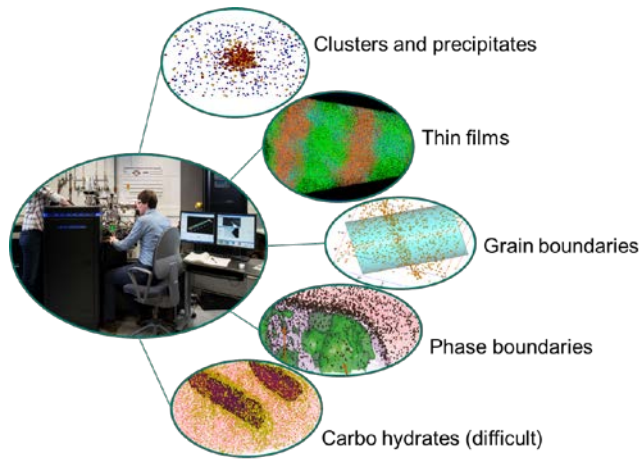 Clusters and precipitates
Thin films
Grain boundaries
Phase boundaries
Carbo hydrates (difficult)